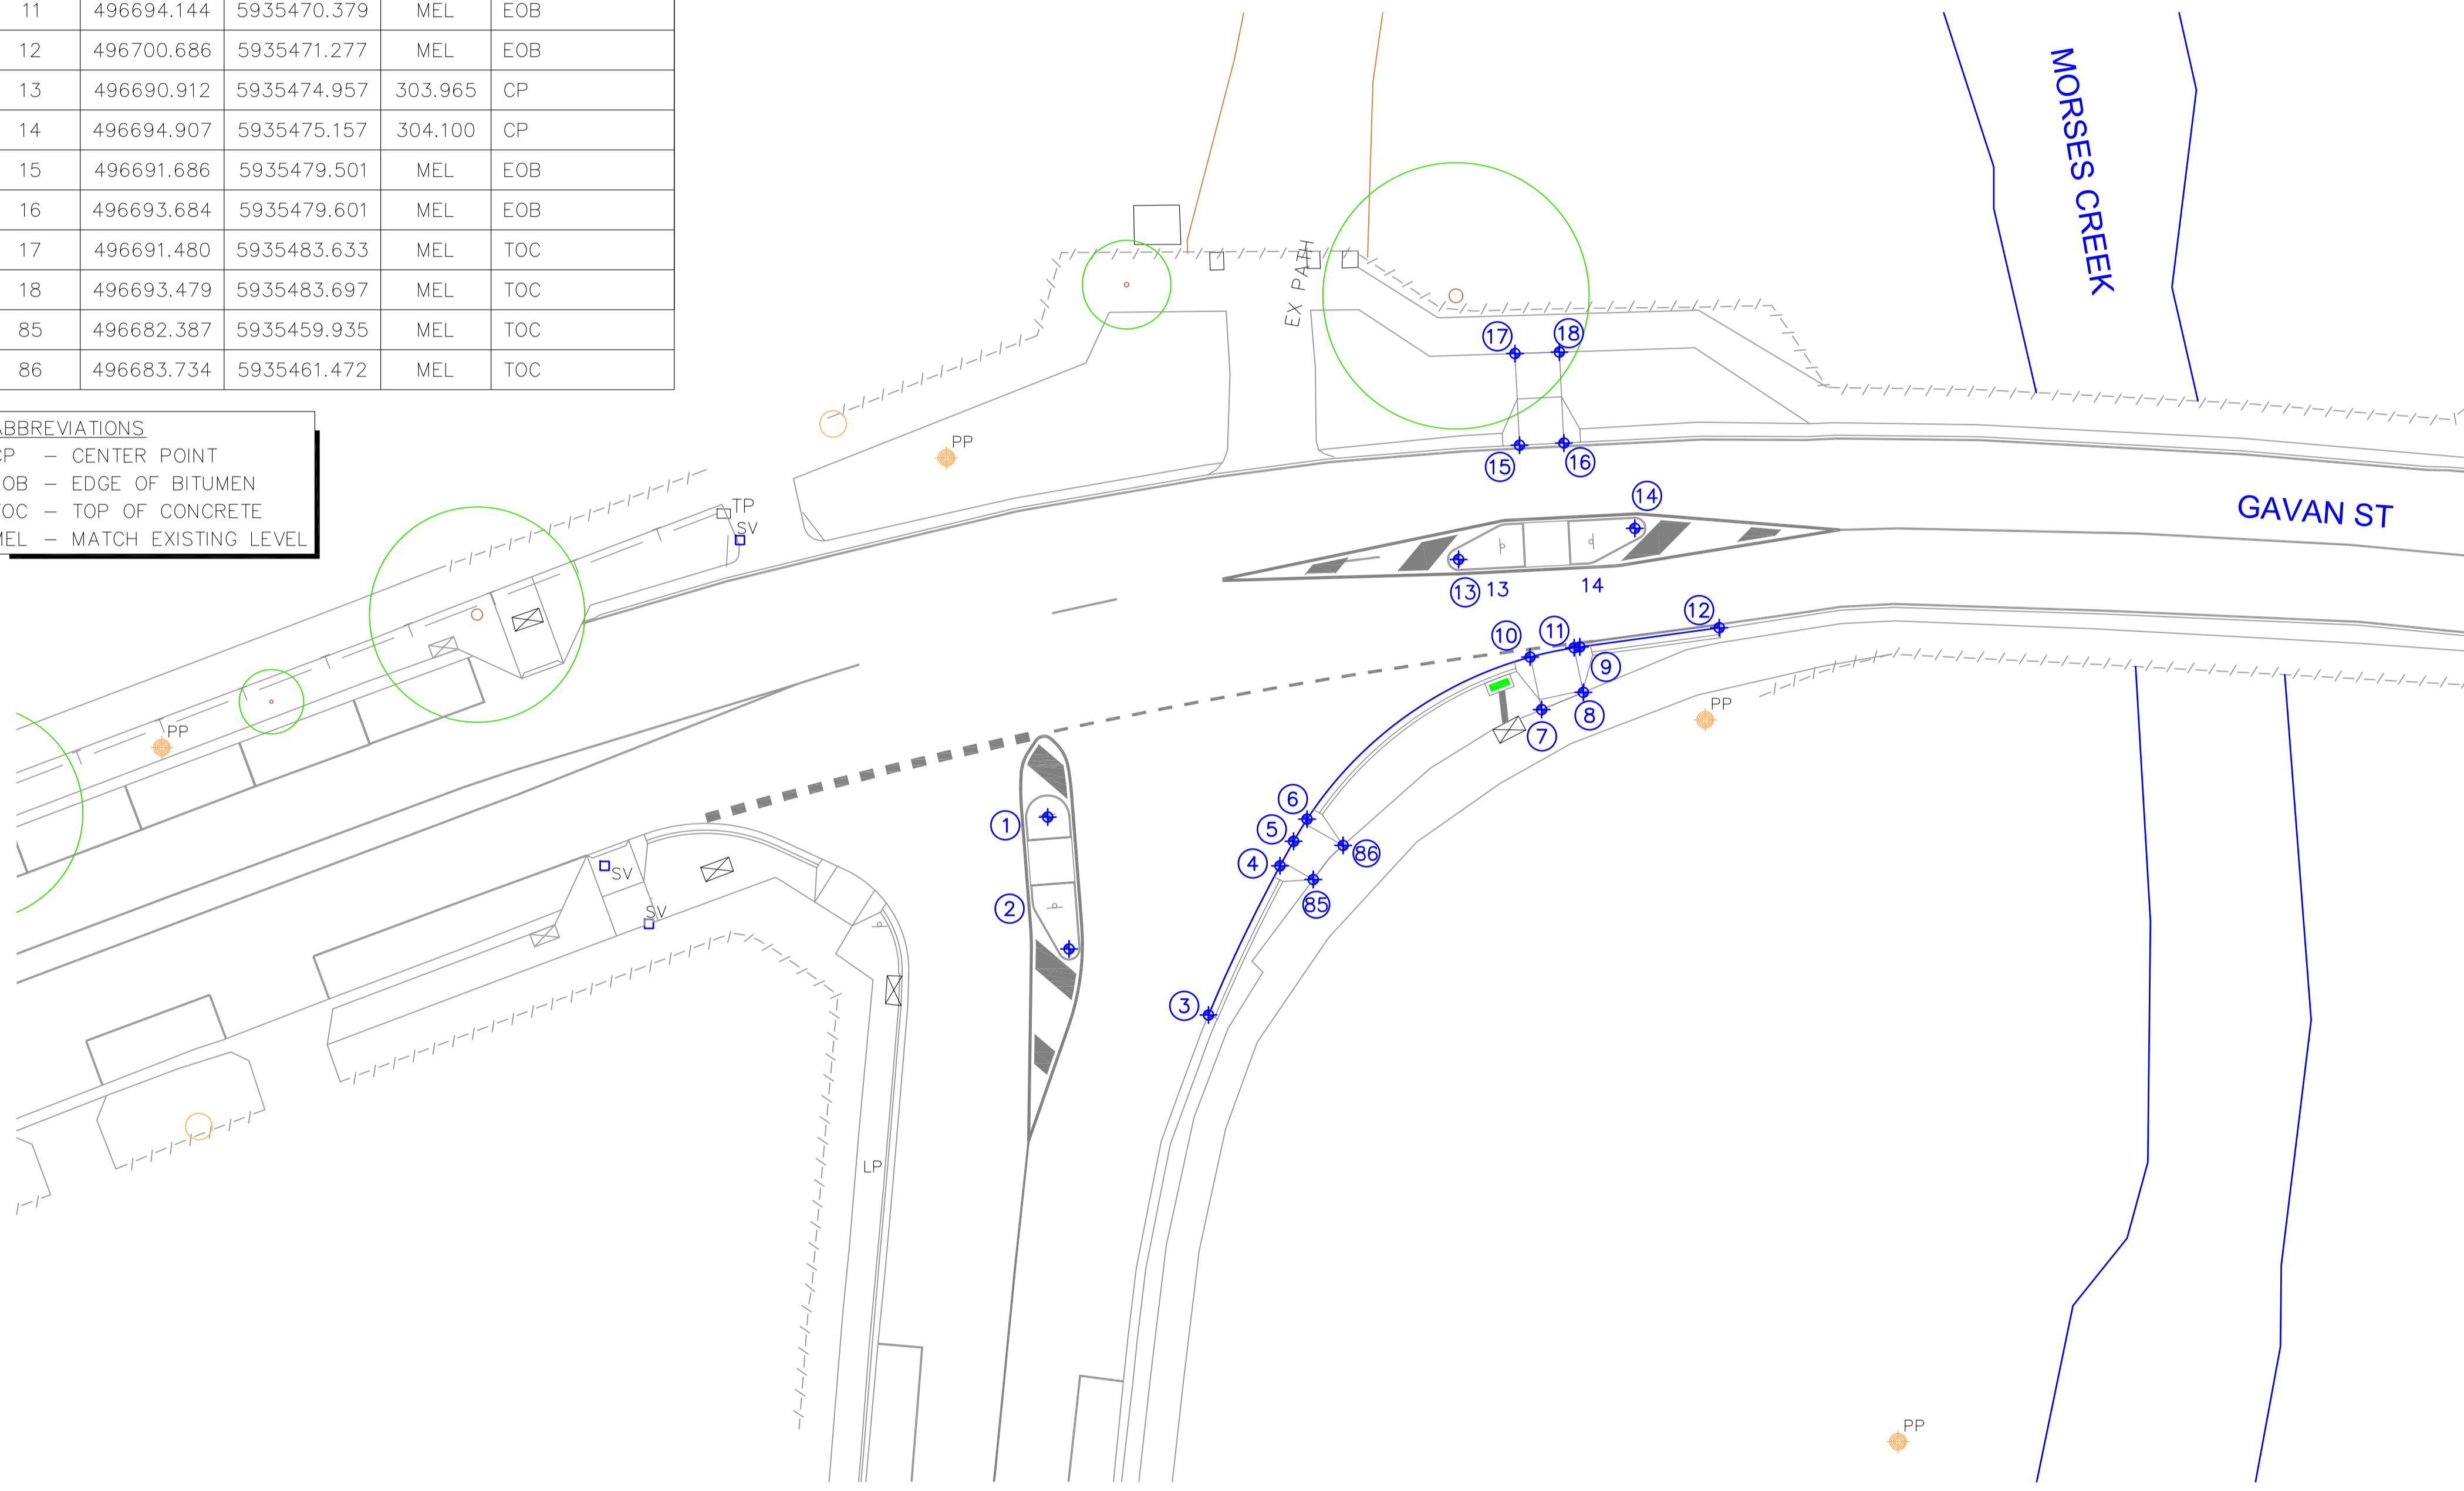 11 496694.144 5935470.379 MEL EOB
12 496700.686 5935471.277 MEL EOB
13 496690.912 5935474.957 303.965 CP
14 496694.907 5935475.157 304.100 CP
15 496691.686 5935479.501 MEL EOB
16 496693.684 5935479.601 MEL EOB
17 496691.480 5935483.633 MEL TOC
18 496693.479 5935483.697 MEL TOC
85 496682.387 5935459.935 MEL TOC
86 496683.734 5935461.472 MEL TOC
ABBREVIATIONS
CP – CENTER POINT
EOB – EDGE OF BITUMEN
TOC – TOP OF CONCRETE
MEL – MATCH EXISTING LEVEL
MORSES CREEK
EX PATH
17
18
PP
15
16
14
GAVAN ST
TP
SV
13
13
14
12
11
10
9
8
7
PP
PP
6
5
4
86
85
1
2
3
SV
SV
LP
PP